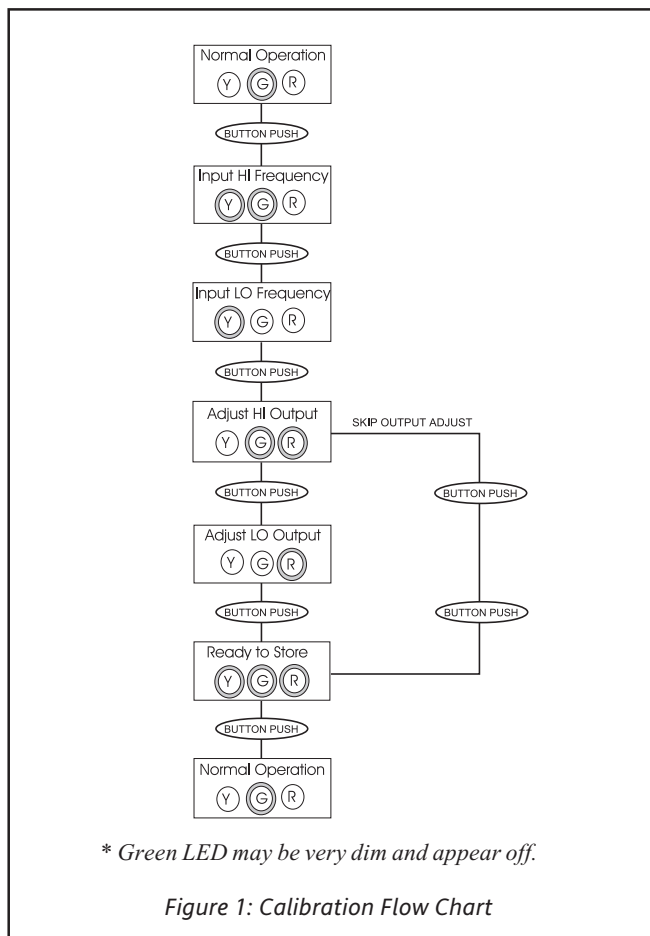 Normal Operation
Y G R
BUTTON PUSH
Input HI Frequency
Y G R
BUTTON PUSH
Input LO Frequency
Y G R
BUTTON PUSH
Adjust HI Output
Y G R
SKIP OUTPUT ADJUST
BUTTON PUSH
BUTTON PUSH
Adjust LO Output
Y G R
BUTTON PUSH
BUTTON PUSH
Ready to Store
Y G R
BUTTON PUSH
Normal Operation
Y G R
* Green LED may be very dim and appear off.
Figure 1: Calibration Flow Chart